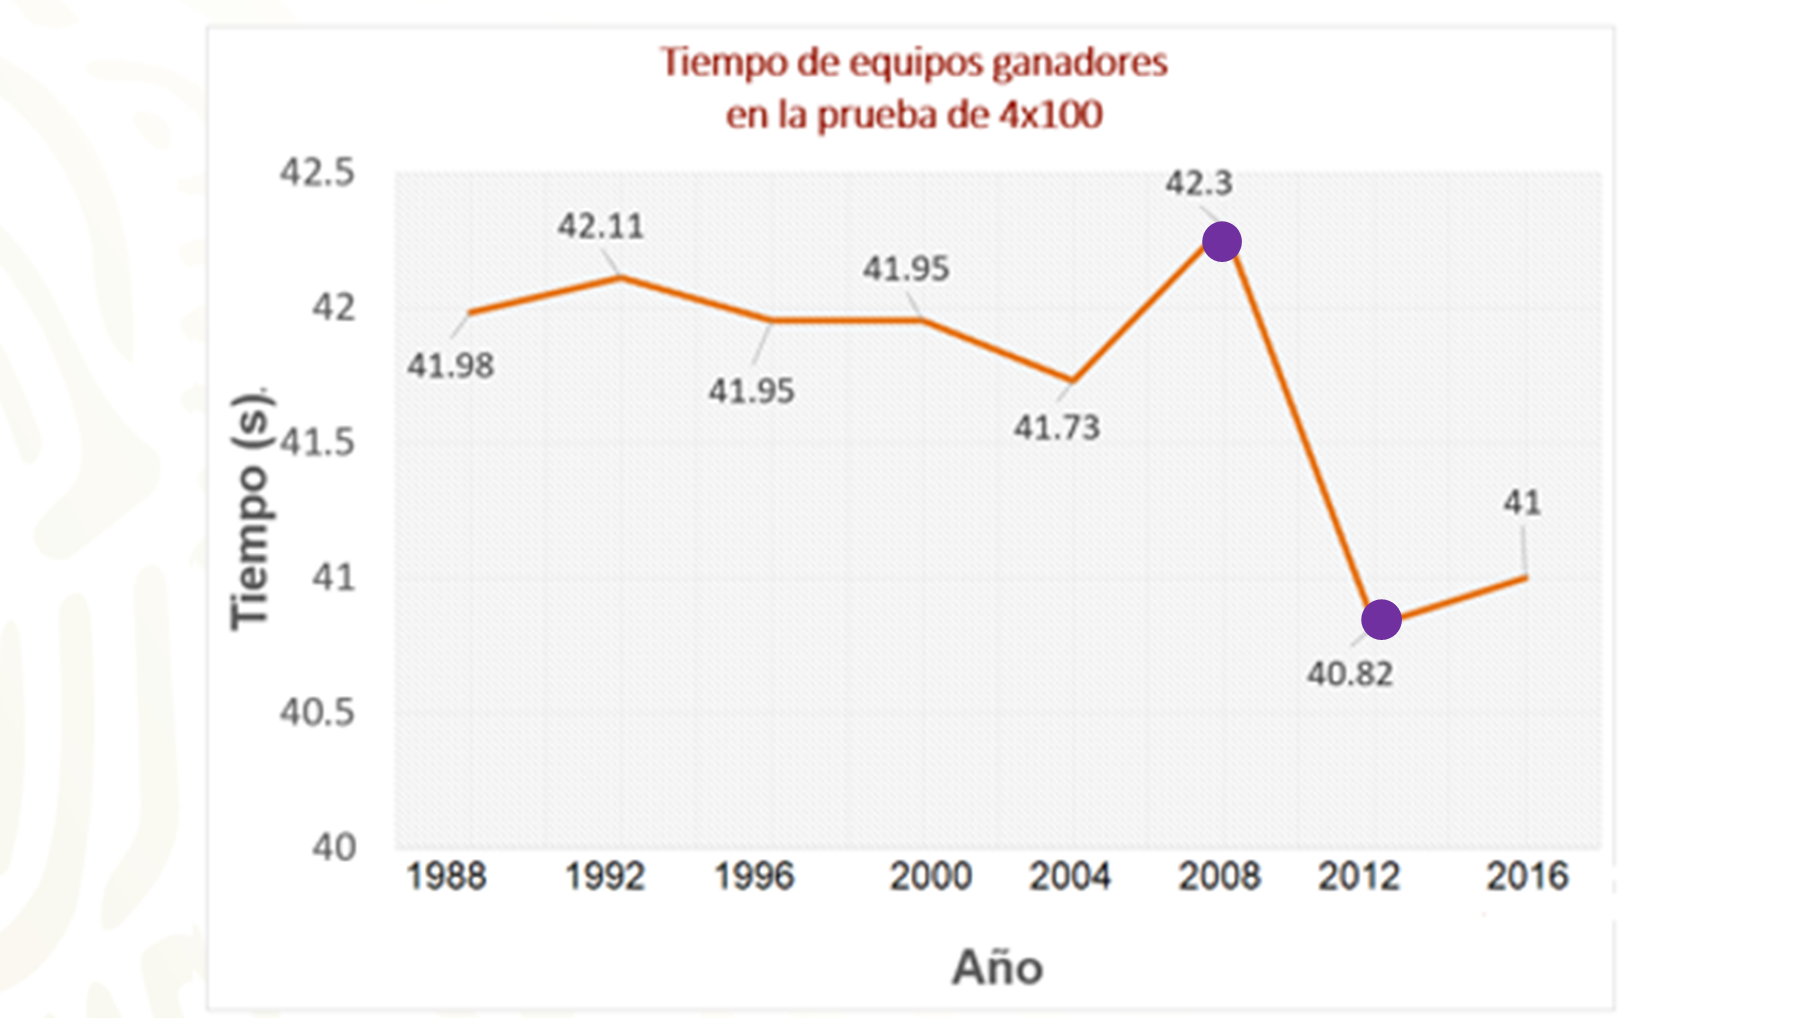 Tiempo de equipos ganadores
en la prueba de 4x100
42.5
42
41.5
41
40.5
40
Tiempo (s).
41.98
42.11
41.95
41.95
41.73
42.3
40.82
41
1988 1992 1996 2000 2004 2008 2012 2016
Año